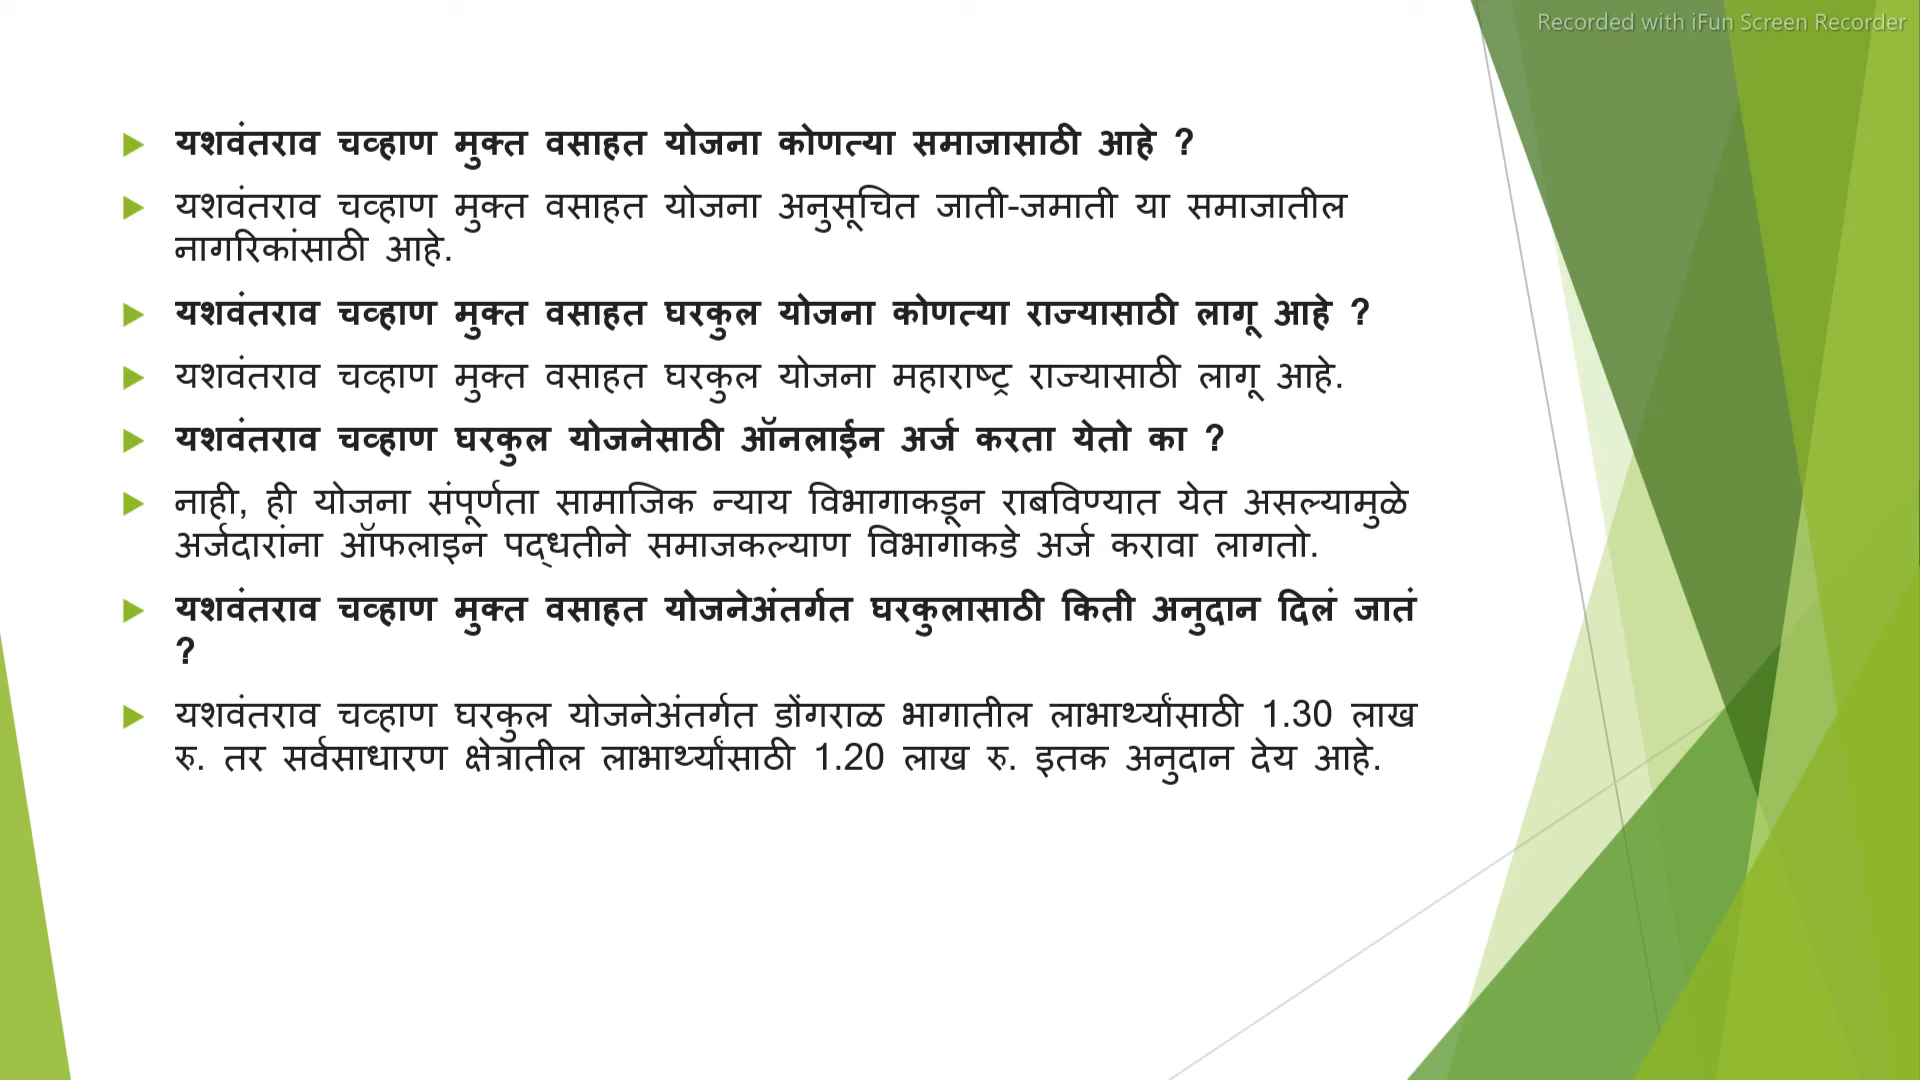 Recorded with iFun Screen Recorder
यशवंतराव चव्हाण मुक्त वसाहत योजना कोणत्या समाजासाठी आहे ?
यशवंतराव चव्हाण मुक्त वसाहत योजना अनुसूचित जाती-जमाती या समाजातील
नागरिकांसाठी आहे.
यशवंतराव चव्हाण मुक्त वसाहत घरकुल योजना कोणत्या राज्यासाठी लागू आहे ?
यशवंतराव चव्हाण मुक्त वसाहत घरकुल योजना महाराष्ट्र राज्यासाठी लागू आहे.
यशवंतराव चव्हाण घरकुल योजनेसाठी ऑनलाईन अर्ज करता येतो का ?
नाही, ही योजना संपूर्णता सामाजिक न्याय विभागाकडून राबविण्यात येत असल्यामुळे
अर्जदारांना ऑफलाइन पद्धतीने समाजकल्याण विभागाकडे अर्ज करावा लागतो.
यशवंतराव चव्हाण मुक्त वसाहत योजनेअंतर्गत घरकुलासाठी किती अनुदान दिलं जातं
?
यशवंतराव चव्हाण घरकुल योजनेअंतर्गत डोंगराळ भागातील लाभार्थ्यांसाठी 1.30 लाख
रु. तर सर्वसाधारण क्षेत्रातील लाभार्थ्यांसाठी 1.20 लाख रु. इतक अनुदान देय आहे.